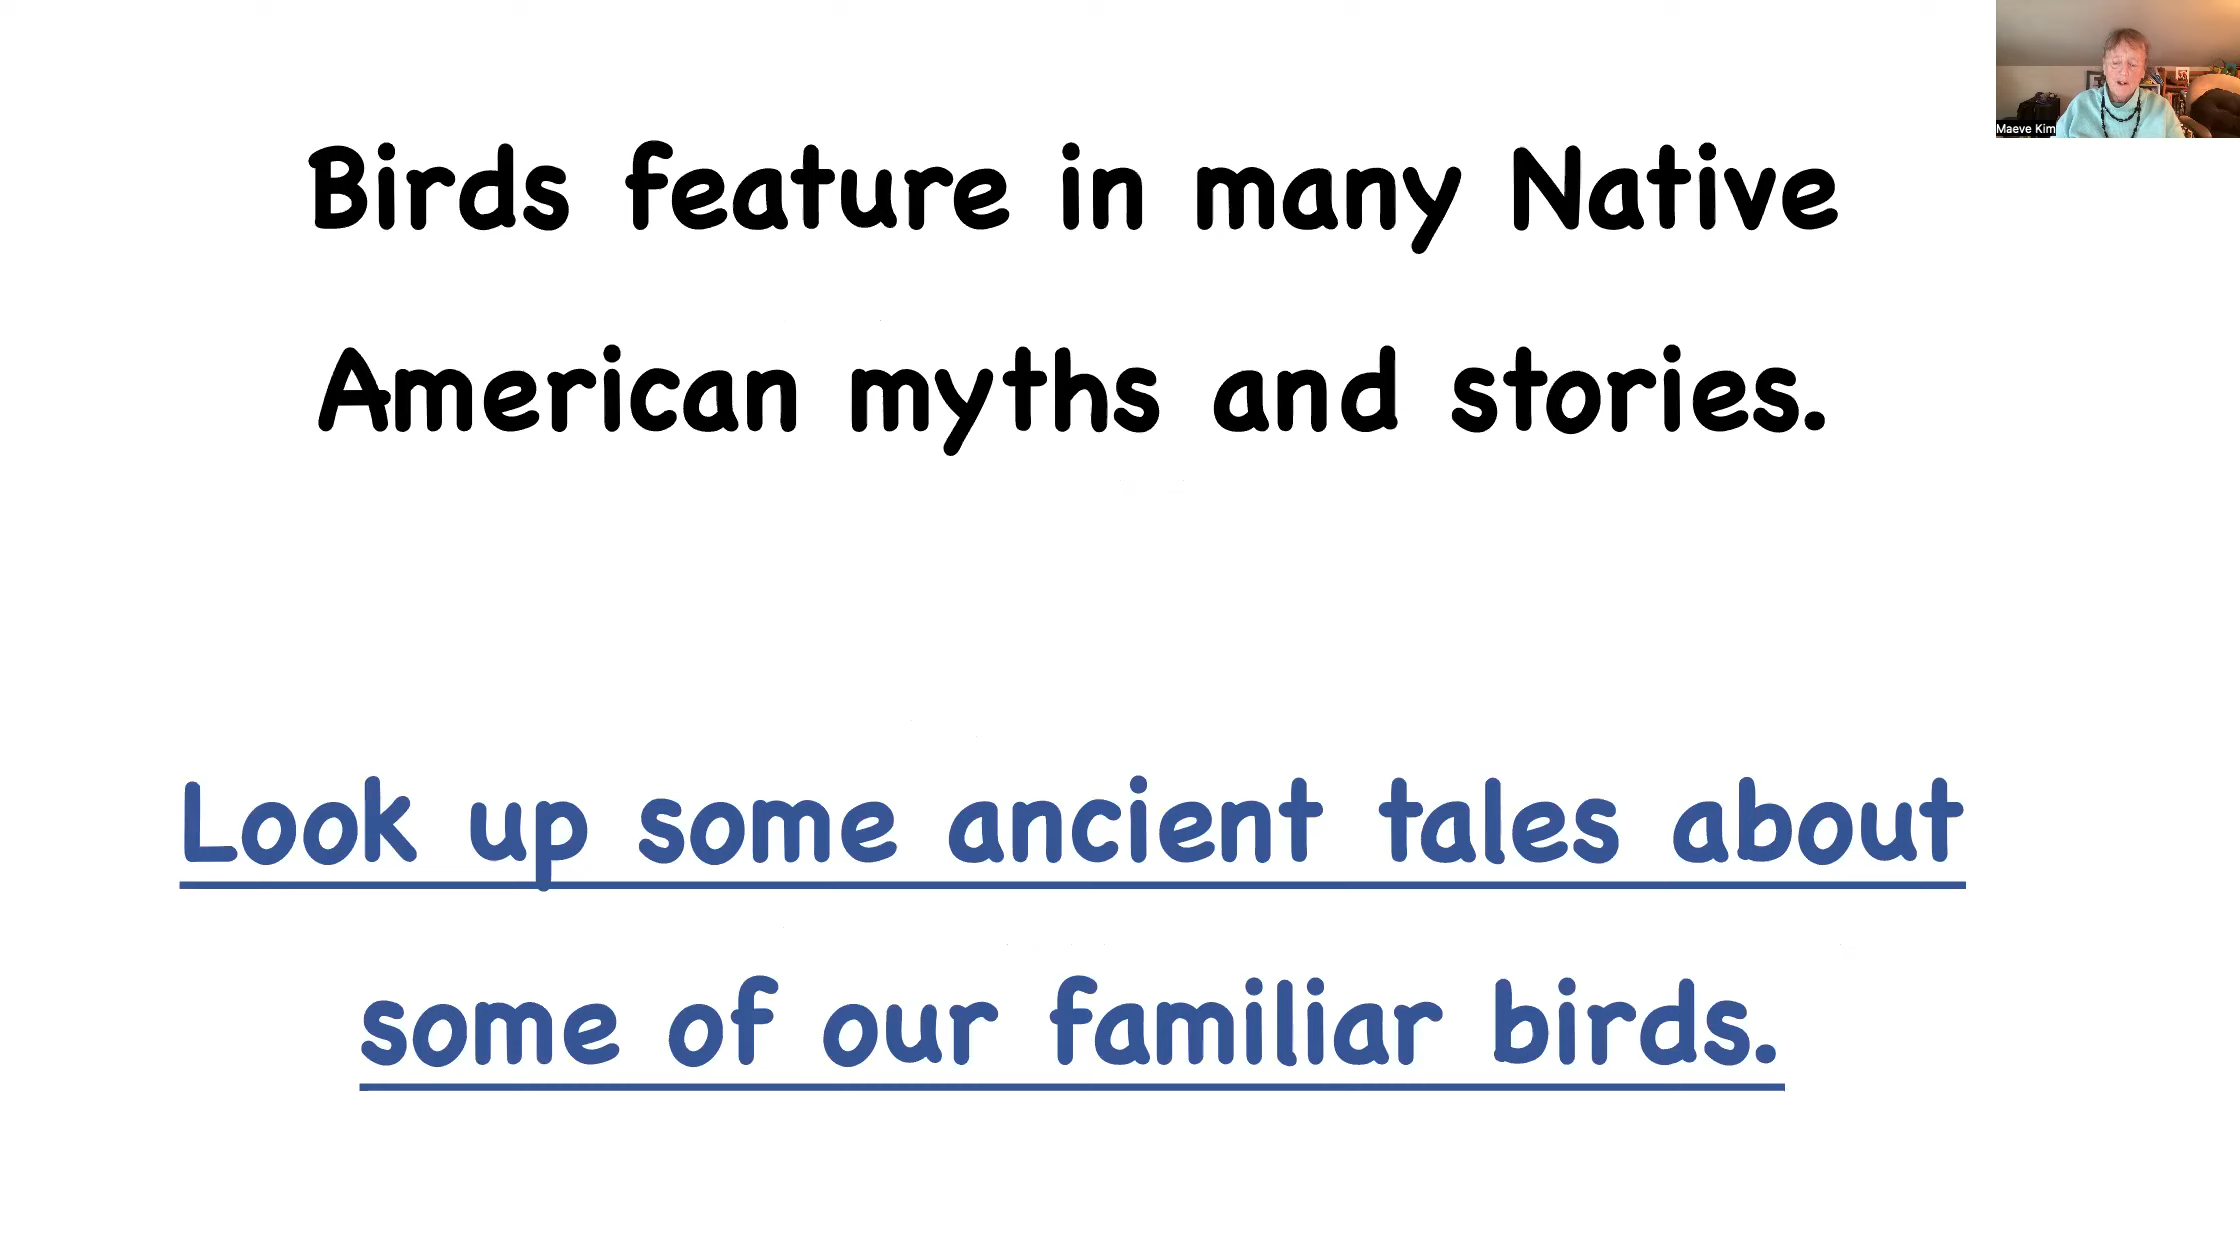 Maeve Kim
Birds feature in many Native
American myths and stories.
Look up some ancient tales about
some of our familiar birds.